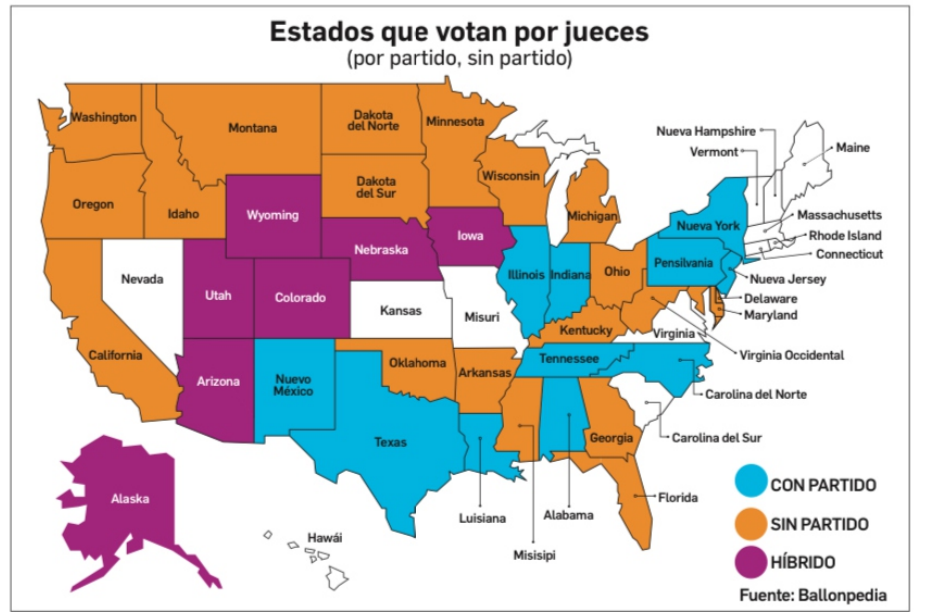 Estados que votan por jueces
(por partido, sin partido)
Washington
Montana
Dakota
del Norte
Minnesota
Nueva Hampshire
Vermont
Maine
Oregon
Idaho
Wyoming
Dakota
del Sur
Wisconsin
Michigan
Nueva York
Massachusetts
Rhode Island
Connecticut
Nevada
Utah
Colorado
Nebraska
Iowa
Illinois
Indiana
Ohio
Pensilvania
Nueva Jersey
Delaware
Maryland
Kansas
Misuri
Kentucky
Virginia
Virginia Occidental
California
Arizona
Nuevo
México
Oklahoma
Arkansas
Tennessee
Carolina del Norte
Texas
Georgia
Carolina del Sur
Alaska
Hawái
Luisiana
Misisipi
Alabama
Florida
CON PARTIDO
SIN PARTIDO
HÍBRIDO
Fuente: Ballonpedia